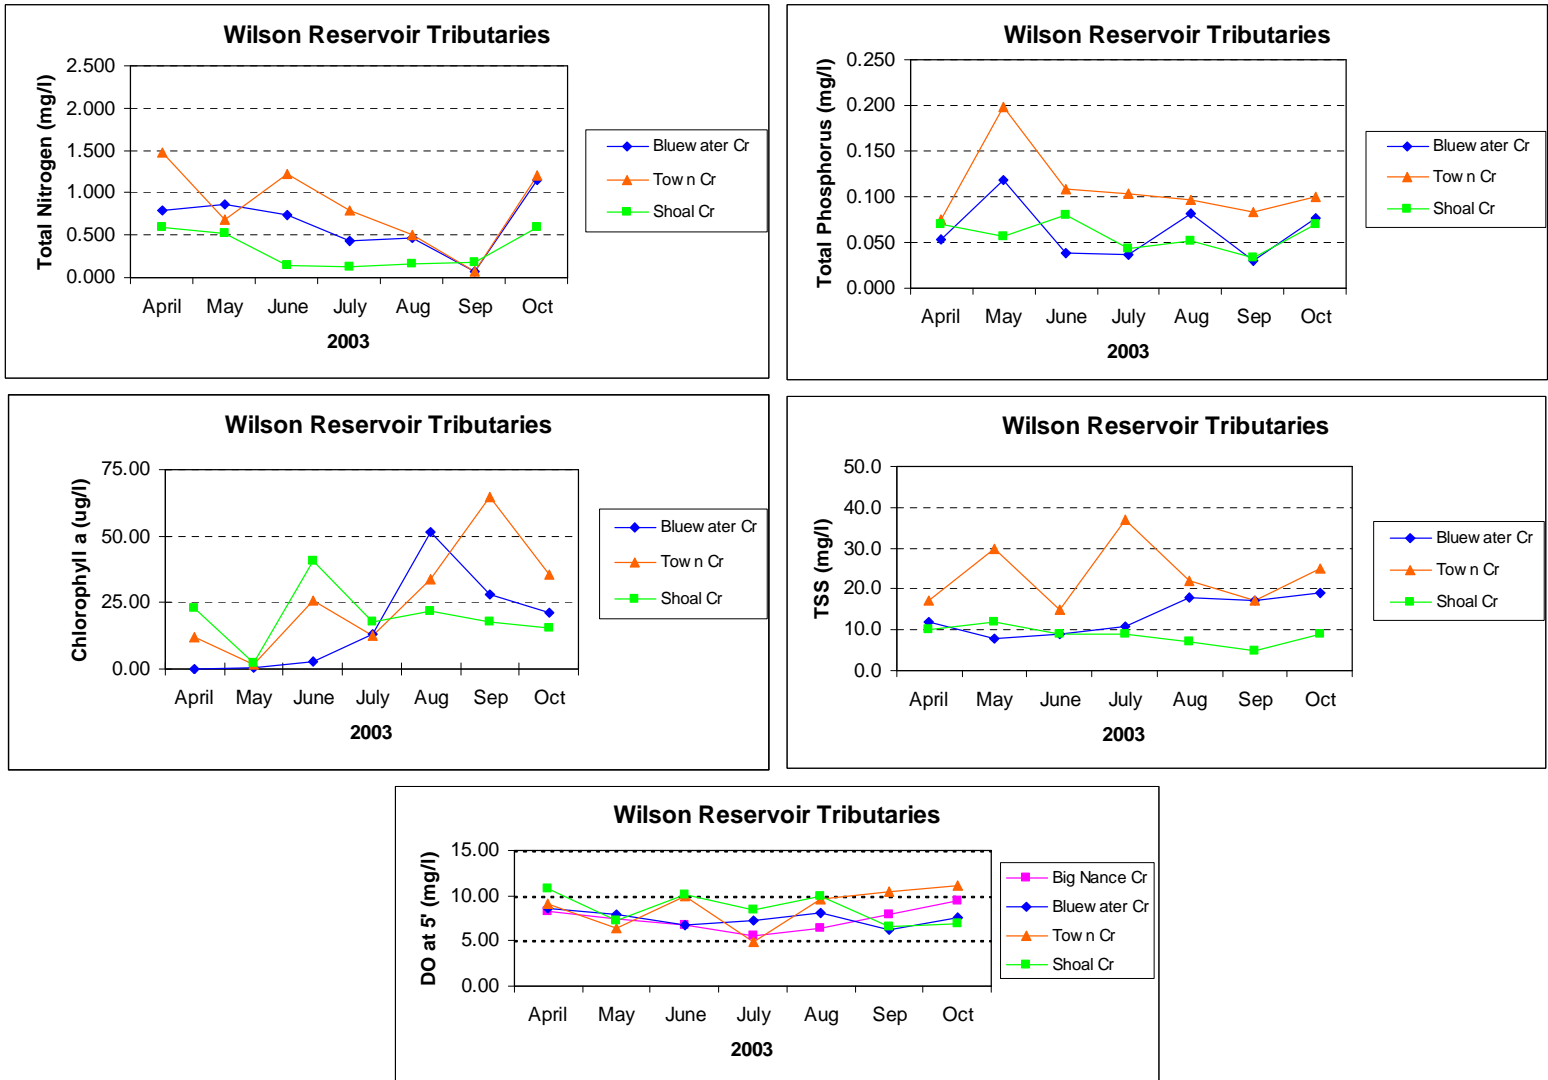 Wilson Reservoir Tributaries
Total Nitrogen (mg/l)
2.500
2.000
1.500
1.000
0.500
0.000
April May June July Aug Sep Oct
2003
Bluew ater Cr
Tow n Cr
Shoal Cr
Wilson Reservoir Tributaries
Total Phosphorus (mg/l)
0.250
0.200
0.150
0.100
0.050
0.000
April May June July Aug Sep Oct
2003
Bluew ater Cr
Tow n Cr
Shoal Cr
Wilson Reservoir Tributaries
Chlorophyll a (ug/l)
75.00
50.00
25.00
0.00
April May June July Aug Sep Oct
2003
Bluew ater Cr
Tow n Cr
Shoal Cr
Wilson Reservoir Tributaries
TSS (mg/l)
50.0
40.0
30.0
20.0
10.0
0.0
April May June July Aug Sep Oct
2003
Bluew ater Cr
Tow n Cr
Shoal Cr
Wilson Reservoir Tributaries
DO at 5' (mg/l)
15.00
10.00
5.00
0.00
April May June July Aug Sep Oct
2003
Big Nance Cr
Bluew ater Cr
Tow n Cr
Shoal Cr